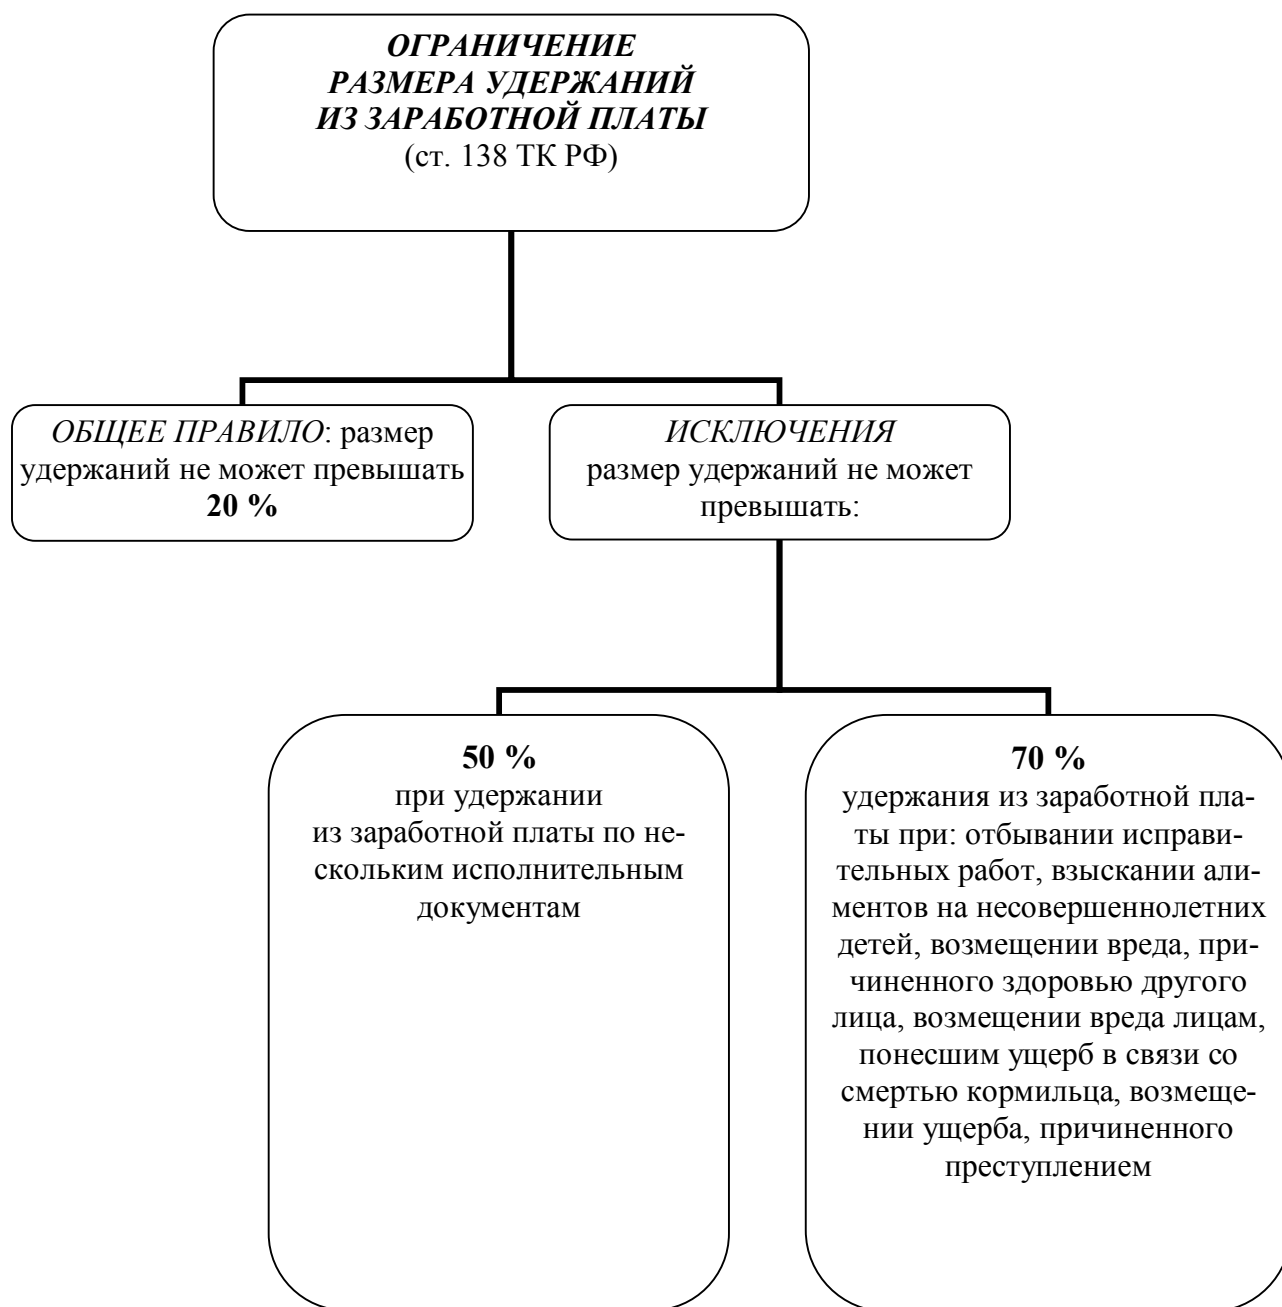 ОГРАНИЧЕНИЕ
РАЗМЕРА УДЕРЖАНИЙ
ИЗ ЗАРАБОТНОЙ ПЛАТЫ
(ст. 138 ТК РФ)
ОБЩЕЕ ПРАВИЛО: размер
удержаний не может превышать
20 %
ИСКЛЮЧЕНИЯ
размер удержаний не может
превышать:
50 %
при удержании
из заработной платы по не-
скольким исполнительным
документам
70 %
удержания из заработной пла-
ты при: отбывании исправи-
тельных работ, взыскании али-
ментов на несовершеннолетних
детей, возмещении вреда, при-
чиненного здоровью другого
лица, возмещении вреда лицам,
понесшим ущерб в связи со
смертью кормильца, возмеще-
нии ущерба, причиненного
преступлением